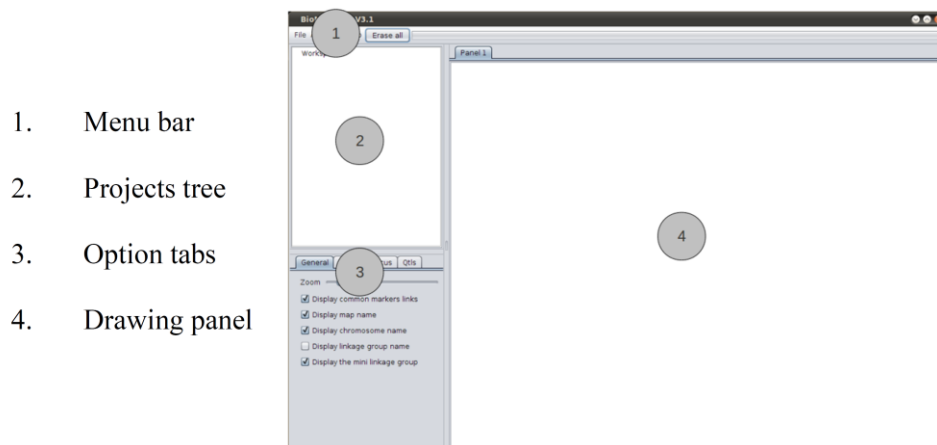 1. Menu bar
2. Projects tree
3. Option tabs
4. Drawing panel
V3.1
File Erase all
1
Panel 1
2
4
General Qtls
3
Zoom
Display common markers links
Display map name
Display chromosome name
Display linkage group name
Display the mini linkage group